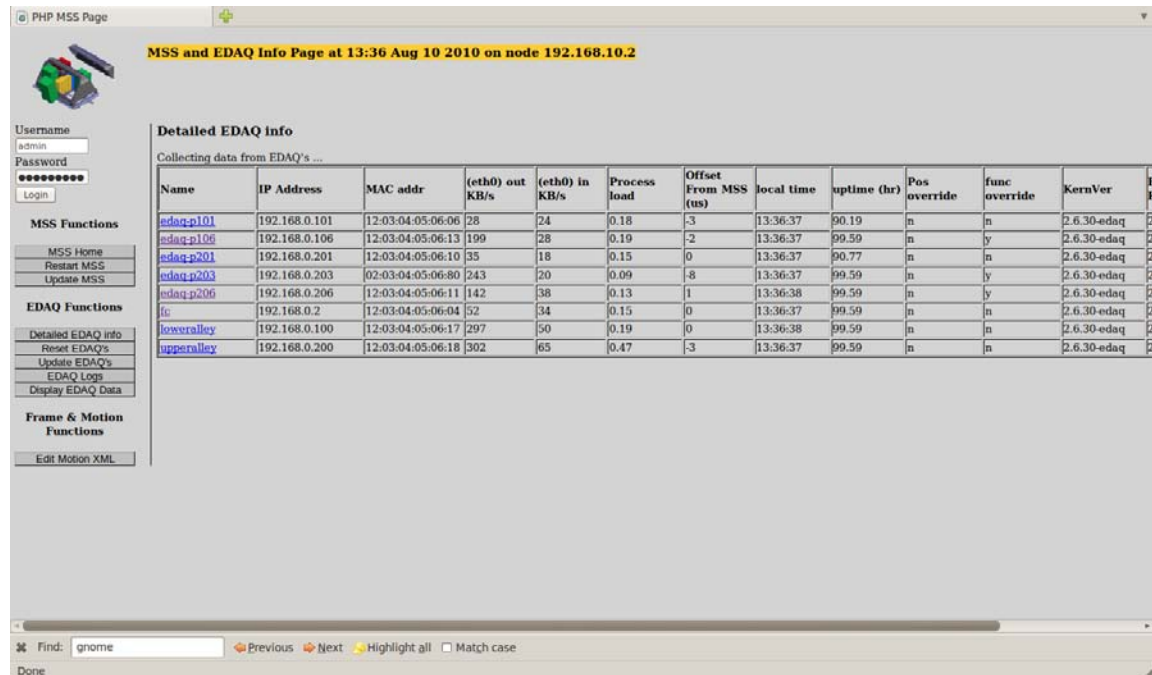 PHP MSS Page
MSS and EDAQ Info Page at 13:36 Aug 10 2010 on node 192.168.10.2
Username
admin
Password
Login
MSS Functions
MSS Home
Restart MSS
Update MSS
EDAQ Functions
Detailed EDAQ info
Reset EDAQ's
Update EDAQ's
EDAQ Logs
Display EDAQ Data
Frame & Motion
Functions
Edit Motion XML
Detailed EDAQ info
Collecting data from EDAQ's ...
Name IP Address MAC addr (eth0) out KB/s (eth0) in KB/s Process load Offset From MSS (us) local time uptime (hr) Pos override func override KernVer
edaq-p101 192.168.0.101 12:03:04:05:06:06 28 24 0.18 -3 13:36:37 90.19 n n 2.6.30-edaq
edaq-p106 192.168.0.106 12:03:04:05:06:13 199 28 0.19 -2 13:36:37 99.59 n y 2.6.30-edaq
edaq-p201 192.168.0.201 12:03:04:05:06:10 35 18 0.15 0 13:36:37 90.77 n n 2.6.30-edaq
edaq-p203 192.168.0.203 02:03:04:05:06:80 243 20 0.09 -8 13:36:37 99.59 n y 2.6.30-edaq
edaq-p206 192.168.0.206 12:03:04:05:06:11 142 38 0.13 1 13:36:38 99.59 n y 2.6.30-edaq
fc 192.168.0.2 12:03:04:05:06:04 52 34 0.15 0 13:36:37 99.59 n n 2.6.30-edaq
loweralley 192.168.0.100 12:03:04:05:06:17 297 50 0.19 0 13:36:38 99.59 n n 2.6.30-edaq
upperalley 192.168.0.200 12:03:04:05:06:18 302 65 0.47 -3 13:36:37 99.59 n n 2.6.30-edaq
Find: gnome Previous Next Highlight all Match case
Done